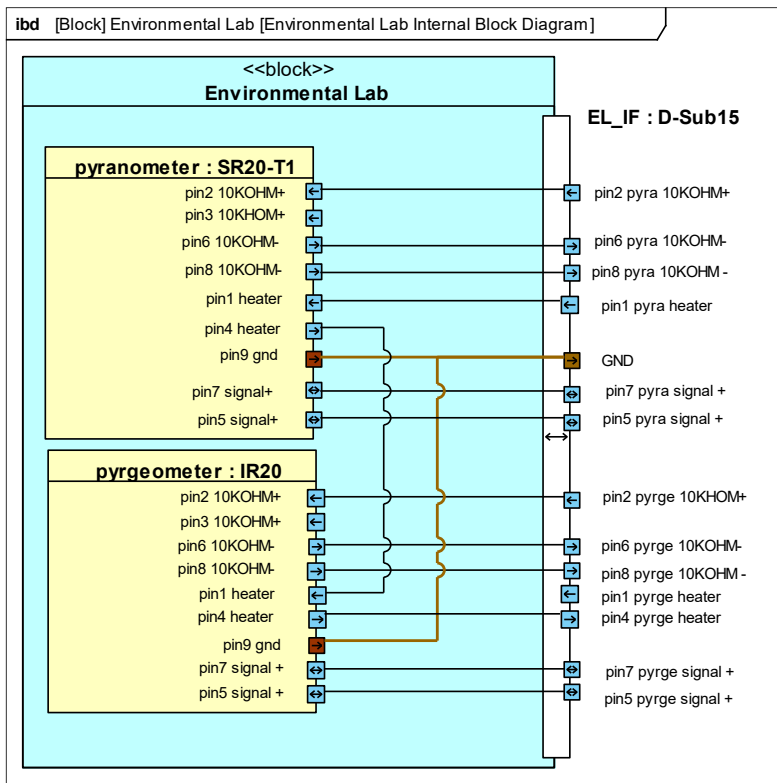 ibd [Block] Environmental Lab [Environmental Lab Internal Block Diagram]
<<block>>
Environmental Lab
EL_IF : D-Sub15
pyranometer : SR20-T1
pin2 10KOHM+
pin3 10KHOM+
pin6 10KOHM-
pin8 10KOHM-
pin1 heater
pin4 heater
pin9 gnd
pin7 signal+
pin5 signal+
pin2 pyra 10KOHM+
pin6 pyra 10KOHM-
pin8 pyra 10KOHM -
pin1 pyra heater
GND
pin7 pyra signal +
pin5 pyra signal +
pyrgeometer : IR20
pin2 10KOHM+
pin3 10KOHM+
pin6 10KOHM-
pin8 10KOHM-
pin1 heater
pin4 heater
pin9 gnd
pin7 signal +
pin5 signal +
pin2 pyrge 10KHOM+
pin6 pyrge 10KOHM-
pin8 pyrge 10KOHM -
pin1 pyrge heater
pin4 pyrge heater
pin7 pyrge signal +
pin5 pyrge signal +